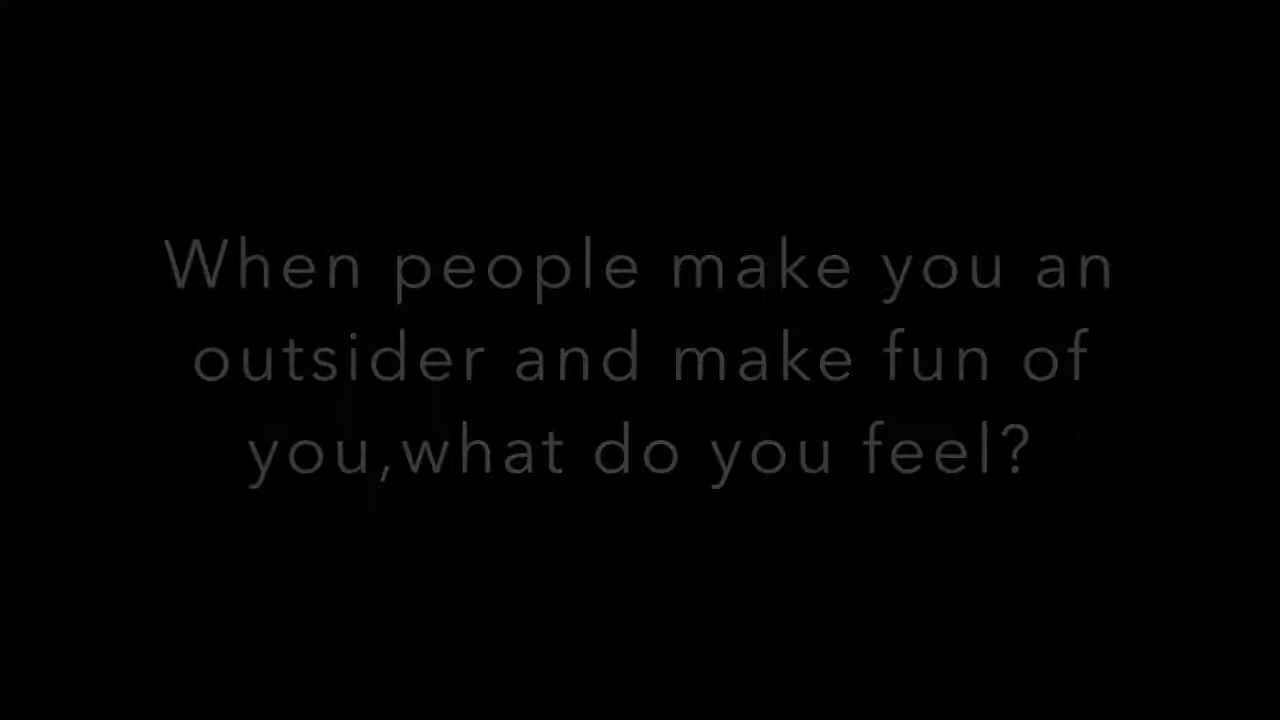 When people make you an
outsider and make fun of
you,what do you feel?